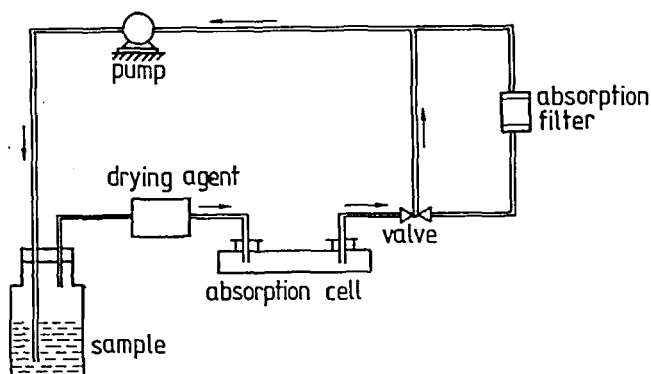 pump
absorption
filter
drying agent
valve
absorption cell
sample